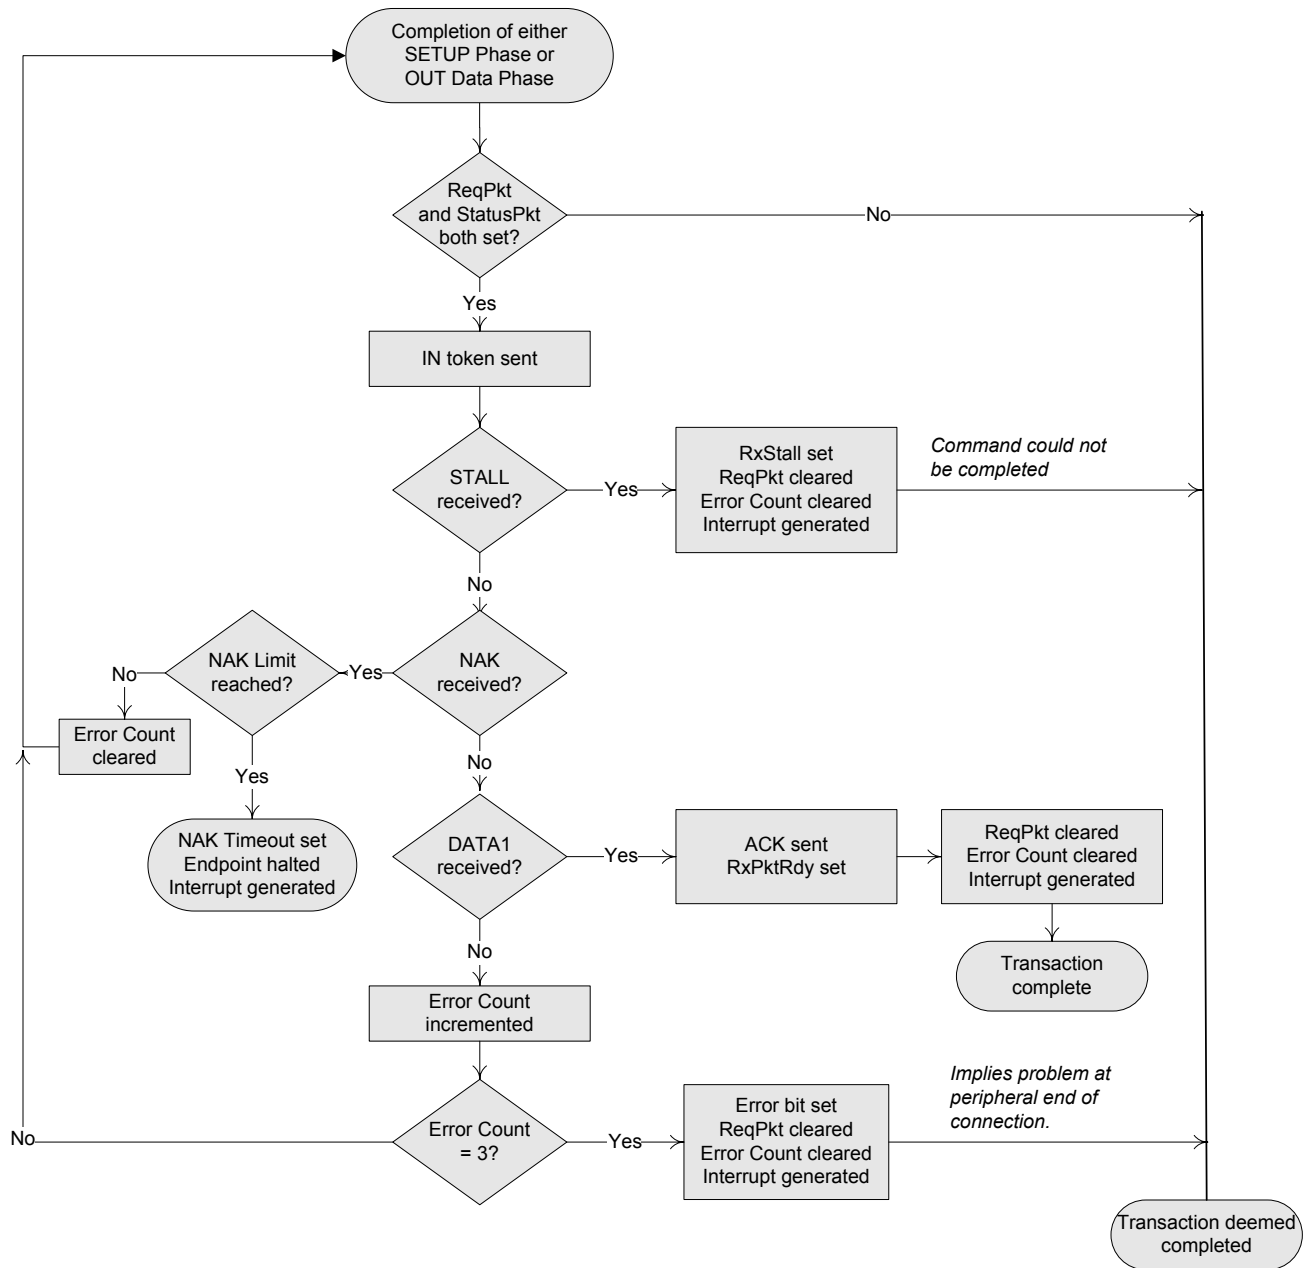 Completion of either
SETUP Phase or
OUT Data Phase
ReqPkt
and StatusPkt
both set?
No
Yes
IN token sent
STALL
received?
Yes
RxStall set
ReqPkt cleared
Error Count cleared
Interrupt generated
Command could not
be completed
No
NAK
received?
Yes
NAK Limit
reached?
No
Error Count
cleared
Yes
NAK Timeout set
Endpoint halted
Interrupt generated
No
DATA1
received?
Yes
ACK sent
RxPktRdy set
ReqPkt cleared
Error Count cleared
Interrupt generated
Transaction
complete
No
Error Count
incremented
Error Count
= 3?
No
Yes
Error bit set
ReqPkt cleared
Error Count cleared
Interrupt generated
Implies problem at
peripheral end of
connection.
Transaction deemed
completed